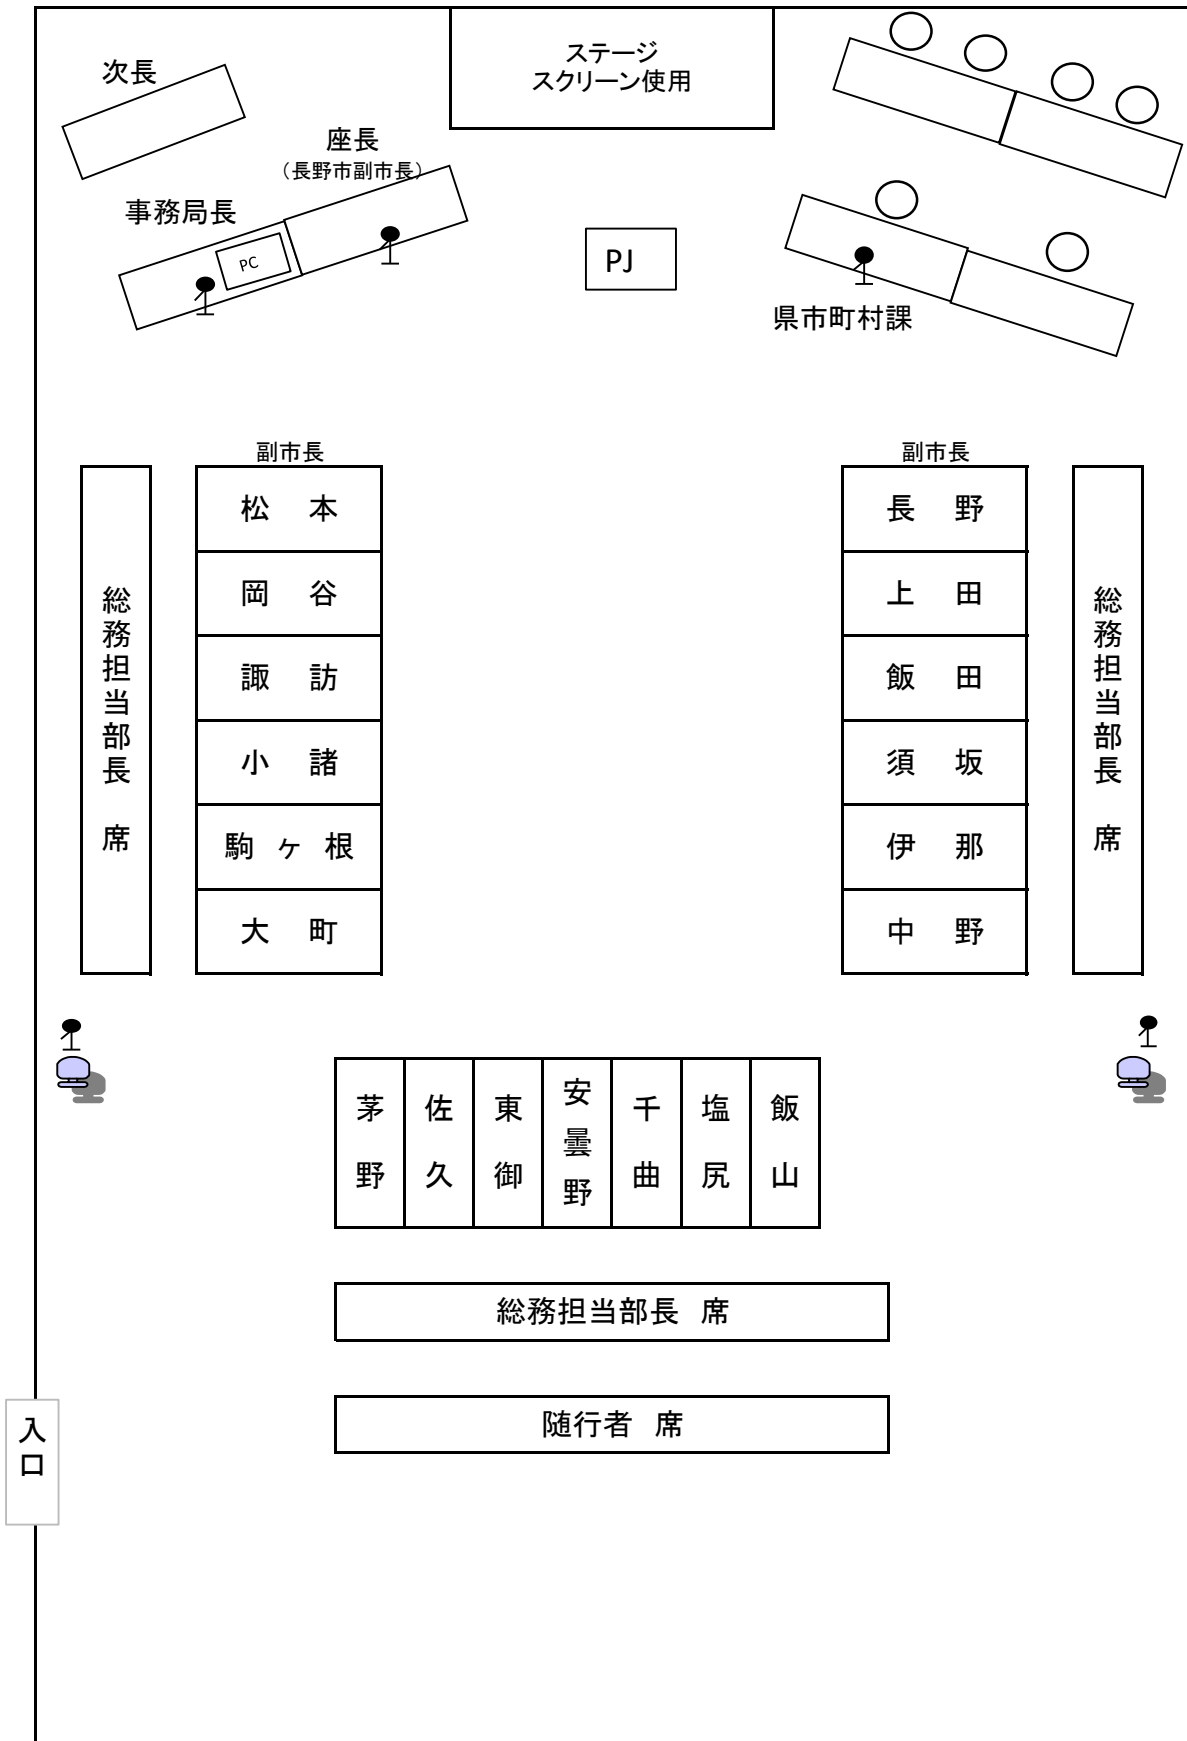 ステージ
スクリーン使用
次長
座長
（長野市副市長）
事務局長
PC
PJ
県市町村課
副市長
松　本
岡　谷
諏　訪
小　諸
駒 ヶ 根
大　町
総務担当部長　席
副市長
長　野
上　田
飯　田
須　坂
伊　那
中　野
総務担当部長　席
茅野
佐久
東御
安曇野
千曲
塩尻
飯山
総務担当部長　席
随行者　席
入口